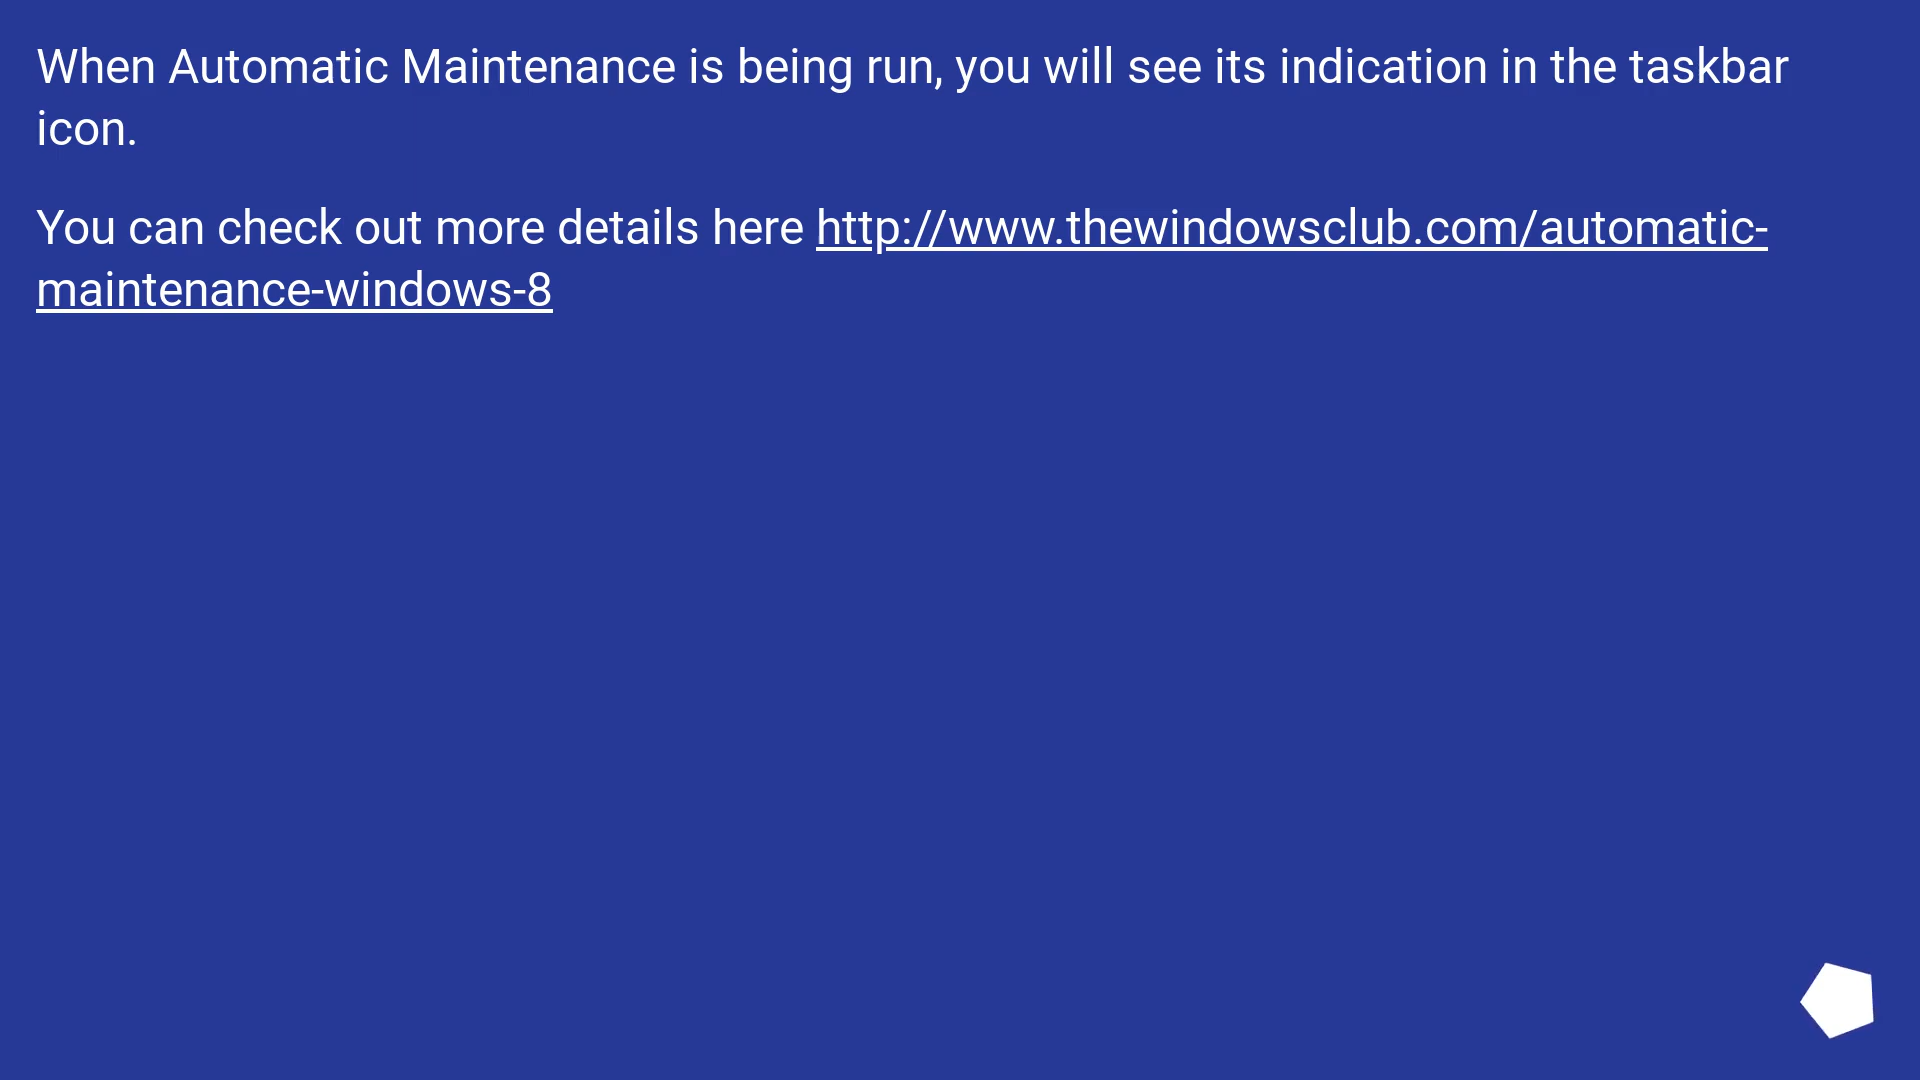 When Automatic Maintenance is being run, you will see its indication in the taskbar
icon.
You can check out more details here http://www.thewindowsclub.com/automatic-
maintenance-windows-8